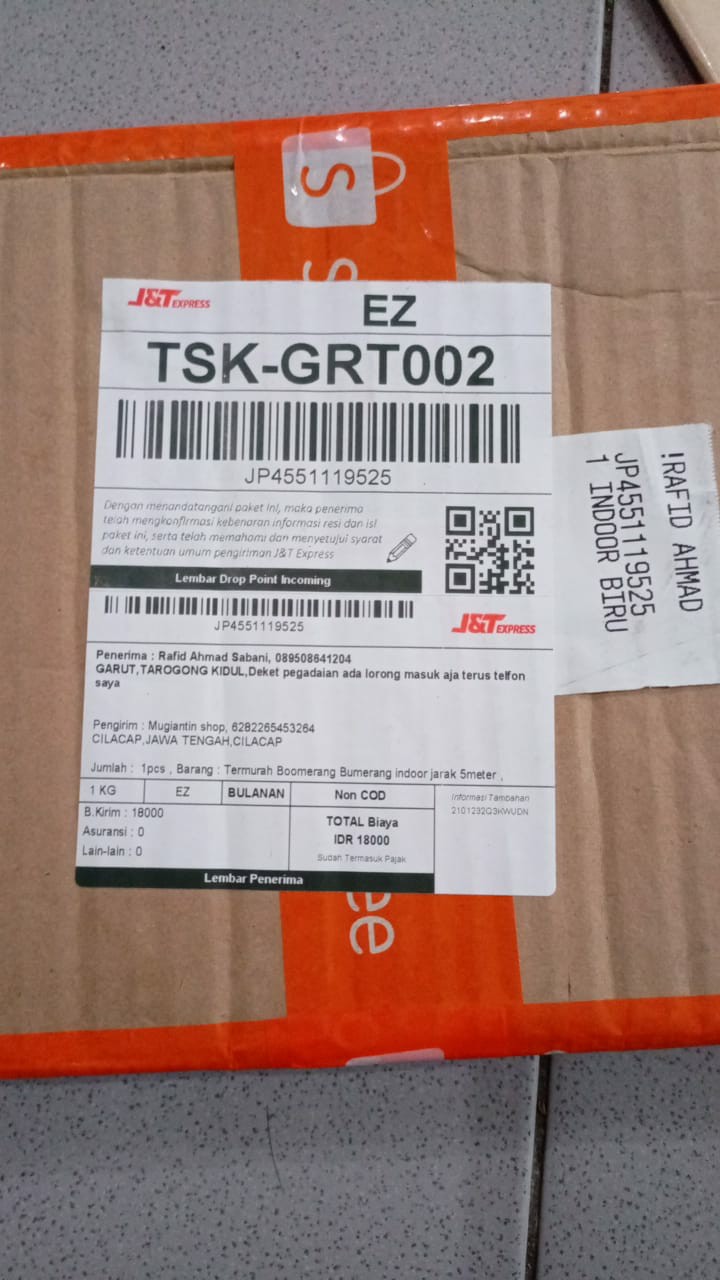 S
S
J&T EXPRESS
EZ
TSK-GRT002
JP4551119525
Dengan menandatangani paket ini, maka penerima
telah mengkonfirmasi kebenaran informasi resi dan isi
paket ini, serta telah memahami dan menyetujui syarat
dan ketentuan umum pengiriman J&T Express
Lembar Drop Point Incoming
JP4551119525
J&T EXPRESS
Penerima : Rafid Ahmad Sabani, 089508641204
GARUT,TAROGONG KIDUL,Deket pegadaian ada lorong masuk aja terus telfon
saya
Pengirim : Mugiantin shop, 6282265453264
CILACAP,JAWA TENGAH,CILACAP
Jumlah : 1pcs , Barang : Termurah Boomerang Bumerang indoor jarak 5meter ,
1 KG EZ BULANAN Non COD
Informasi Tambahan
2101232Q3KWUDN
B.Kirim : 18000
Asuransi : 0
Lain-lain : 0
TOTAL Biaya
IDR 18000
Sudah Termasuk Pajak
Lembar Penerima
ee
!RAFID AHMAD
JP4551119525
1 INDOOR BIRU